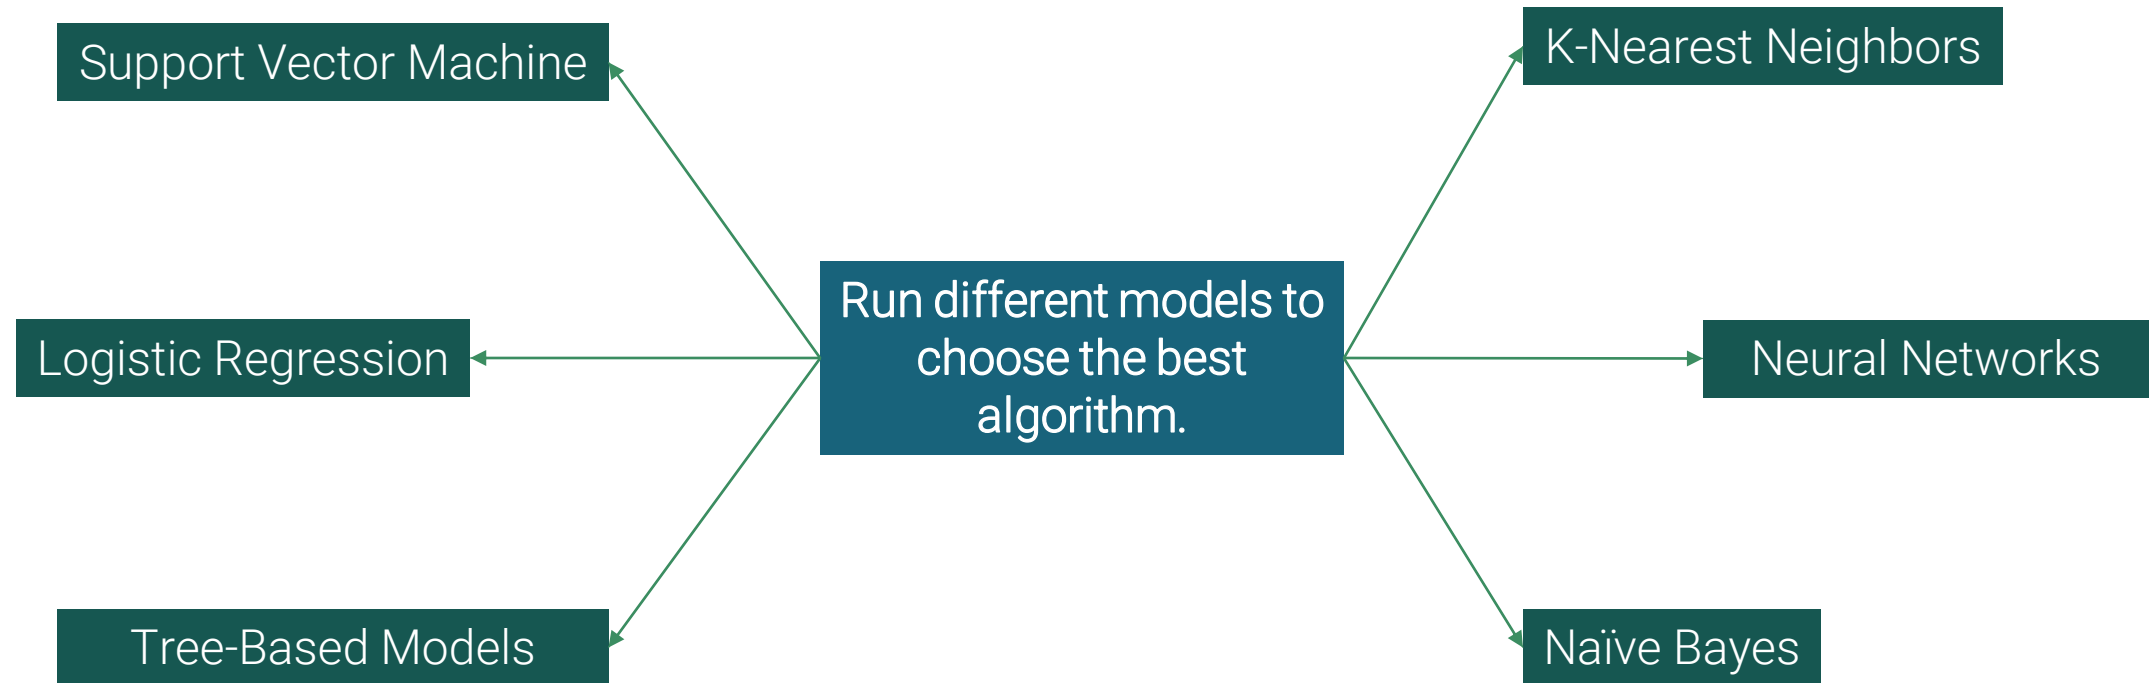 Support Vector Machine
K-Nearest Neighbors
Run different models to
choose the best
algorithm.
Logistic Regression
Neural Networks
Tree-Based Models
Naïve Bayes